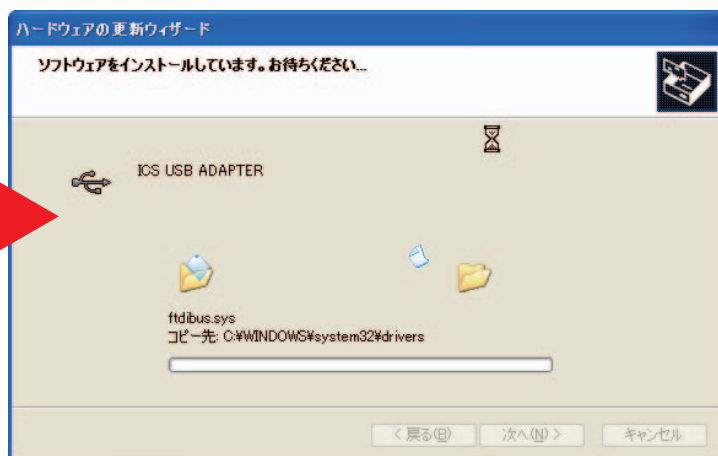 ハードウェアの更新ウィザード
ソフトウェアをインストールしています。お待ちください...
ICS USB ADAPTER
ftdibus.sys
コピー先: C:¥WINDOWS¥system32¥drivers
< 戻る(B) 次へ(N) > キャンセル